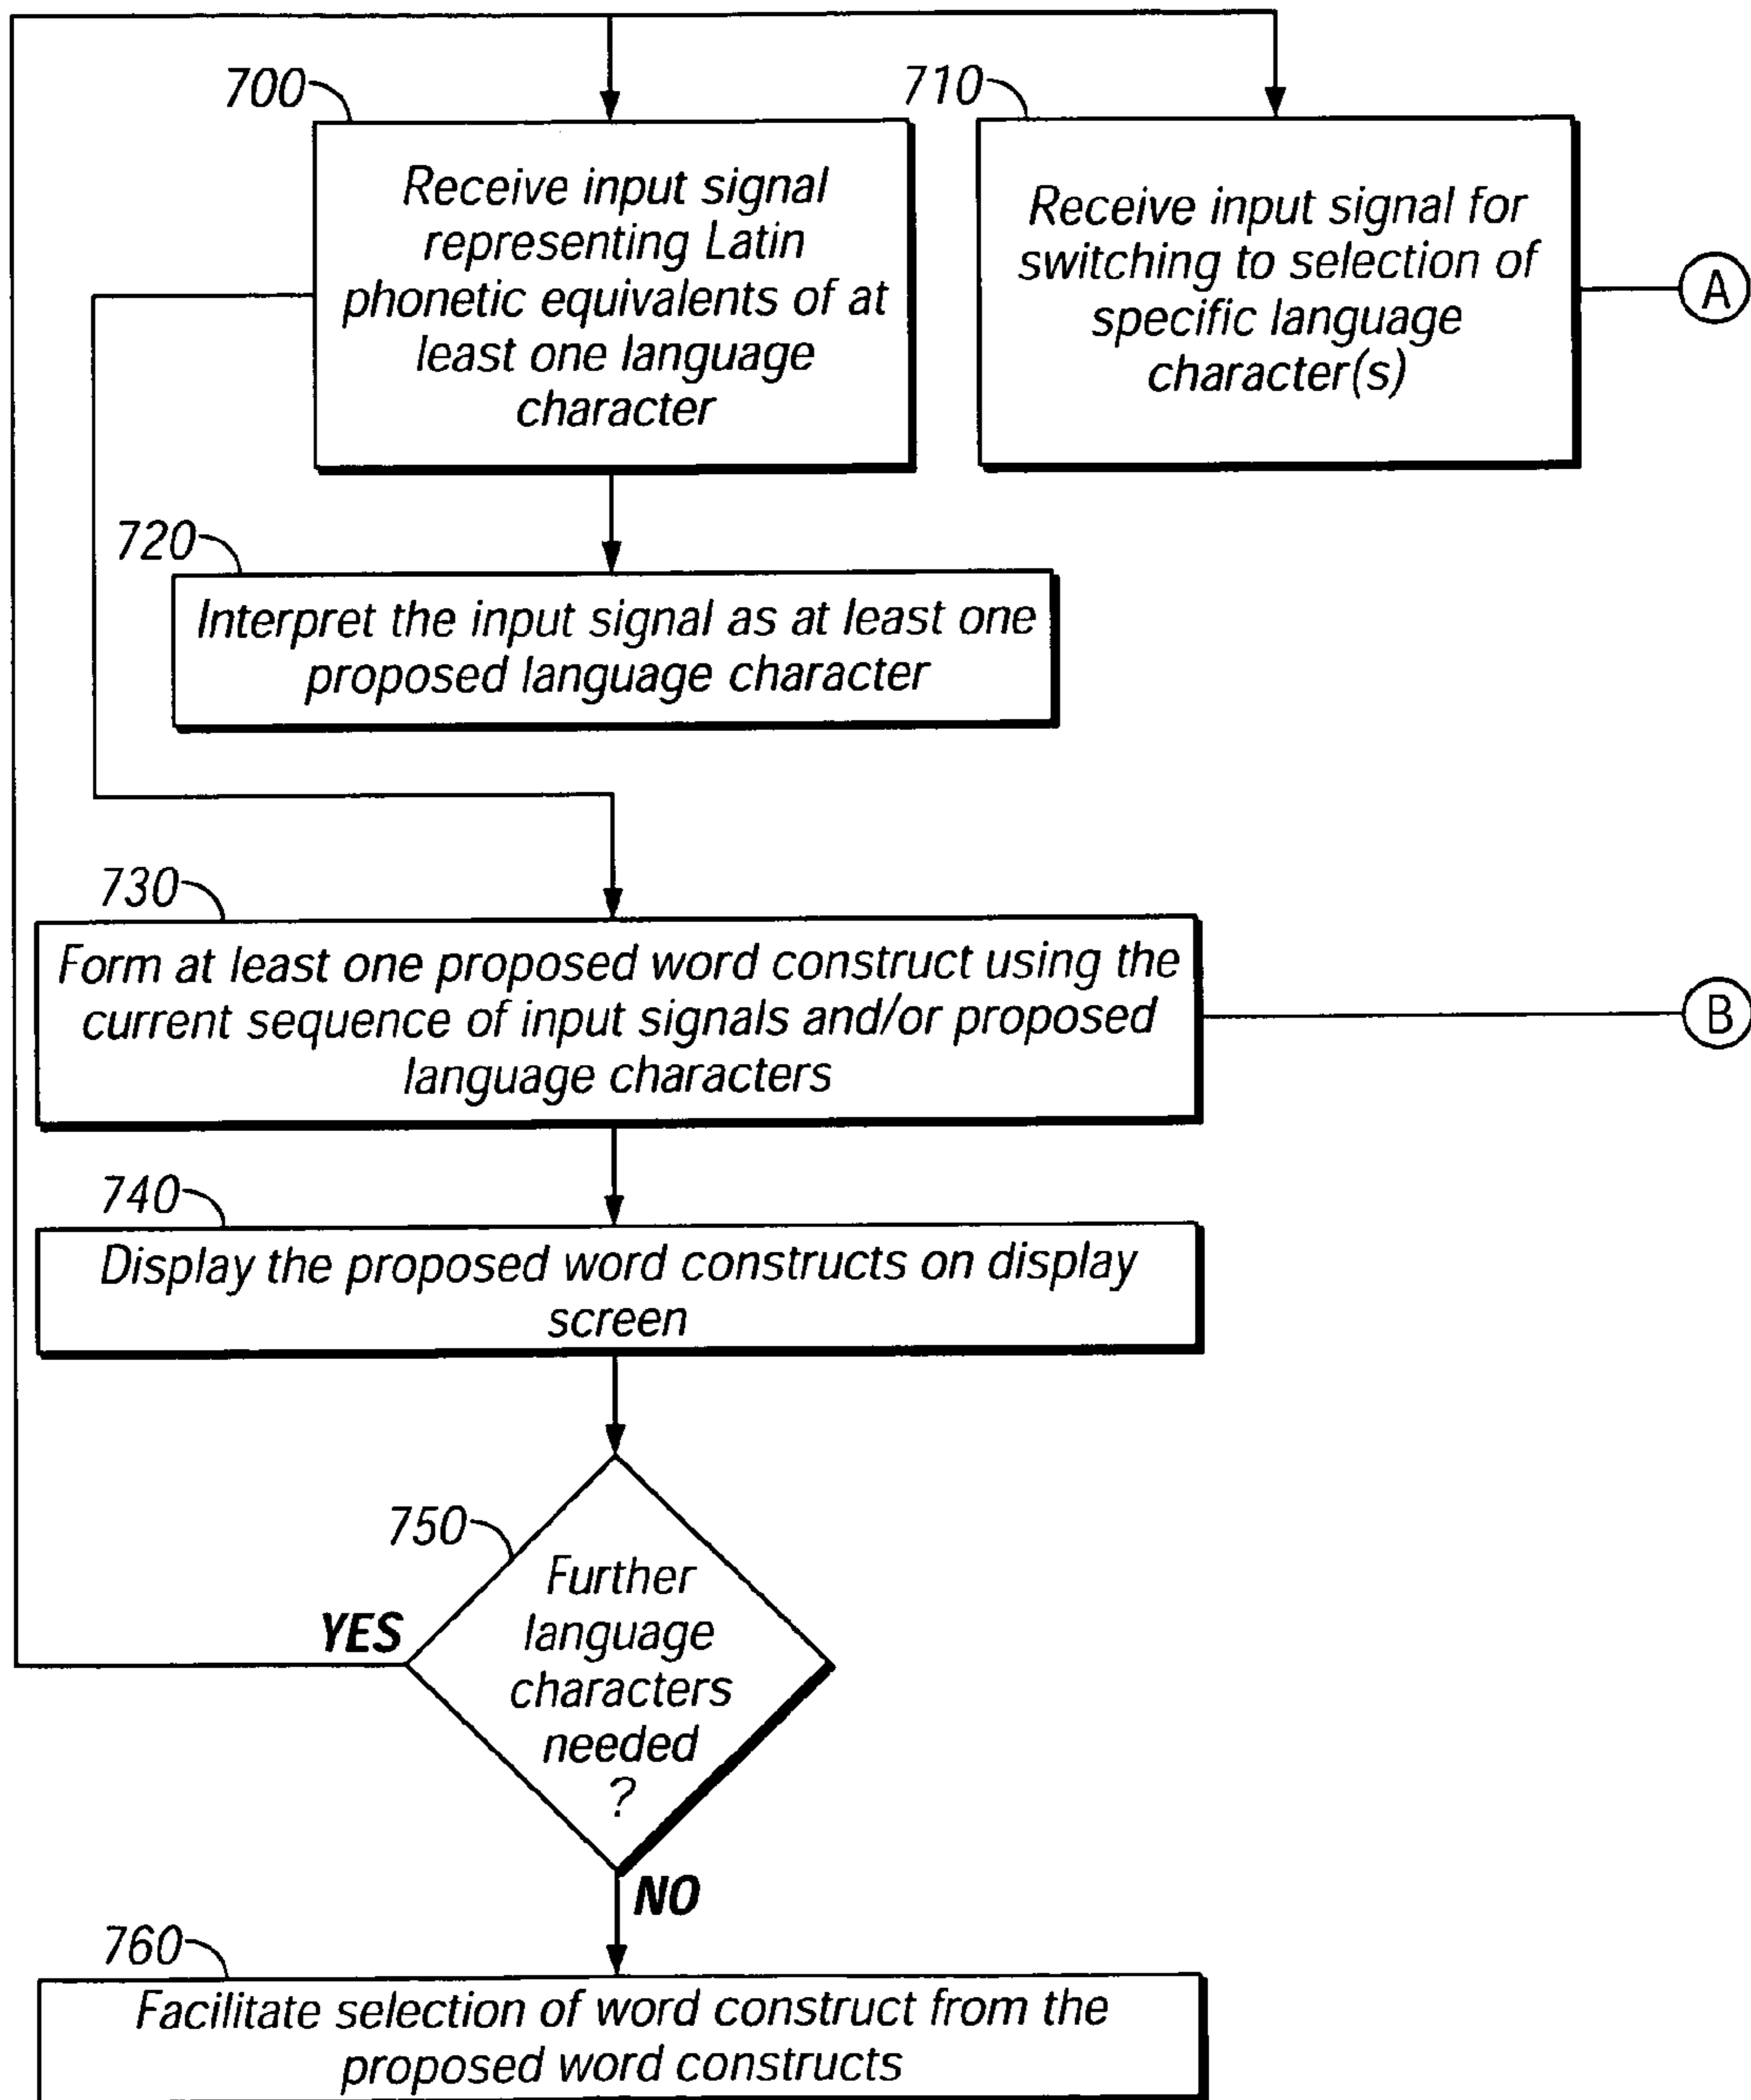 700
Receive input signal
representing Latin
phonetic equivalents of at
least one language
character
710
Receive input signal for
switching to selection of
specific language
character(s)
A
720
Interpret the input signal as at least one
proposed language character
730
Form at least one proposed word construct using the
current sequence of input signals and/or proposed
language characters
B
740
Display the proposed word constructs on display
screen
750
Further
language
characters
needed
?
YES
NO
760
Facilitate selection of word construct from the
proposed word constructs